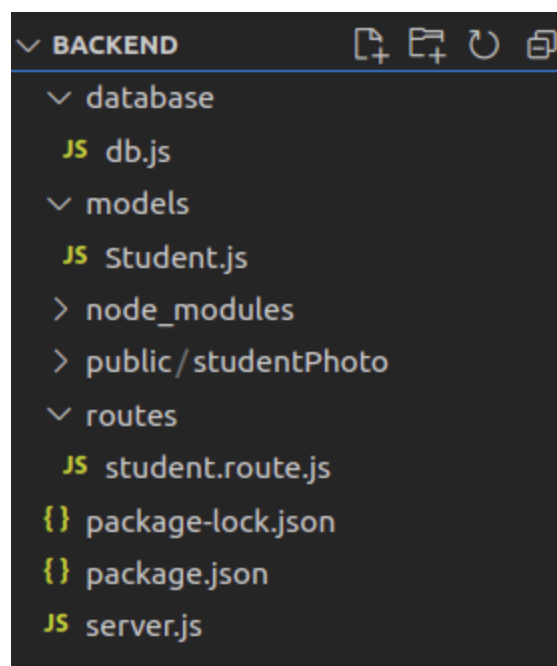 BACKEND
database
JS db.js
models
JS Student.js
node_modules
public/studentPhoto
routes
JS student.route.js
{} package-lock.json
{} package.json
JS server.js